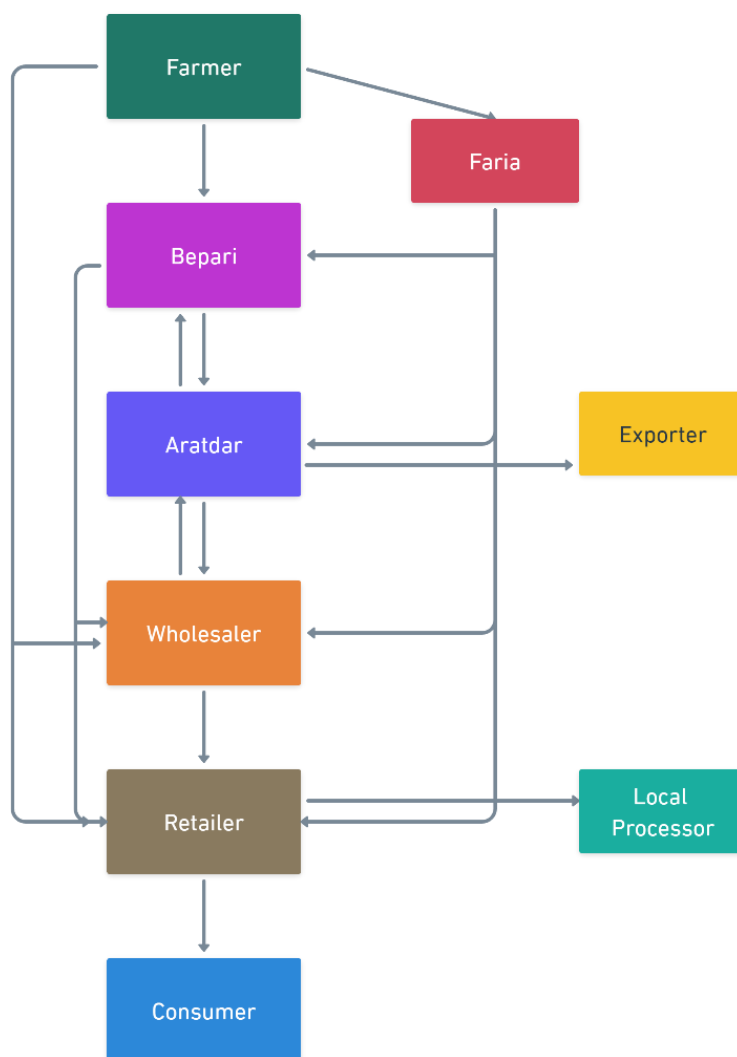 Farmer
Faria
Bepari
Aratdar
Exporter
Wholesaler
Retailer
Local
Processor
Consumer